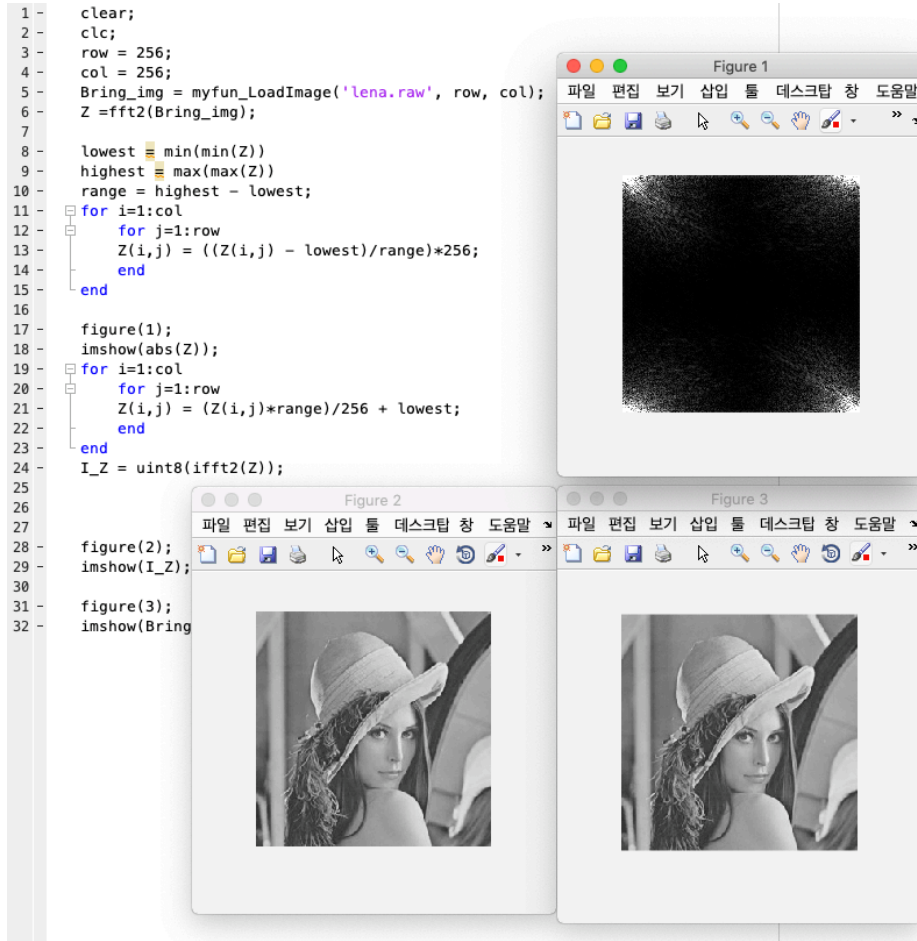 1 - clear;
2 - clc;
3 - row = 256;
4 - col = 256;
5 - Bring_img = myfun_LoadImage('lena.raw', row, col);
6 - Z =fft2(Bring_img);
7
8 - lowest = min(min(Z))
9 - highest = max(max(Z))
10 - range = highest - lowest;
11 - for i=1:col
12 - for j=1:row
13 - Z(i,j) = ((Z(i,j) - lowest)/range)*256;
14 - end
15 - end
16
17 - figure(1);
18 - imshow(abs(Z));
19 - for i=1:col
20 - for j=1:row
21 - Z(i,j) = (Z(i,j)*range)/256 + lowest;
22 - end
23 - end
24 - I_Z = uint8(ifft2(Z));
25
26
27
28 - figure(2);
29 - imshow(I_Z);
30
31 - figure(3);
32 - imshow(Bring
Figure 1
파일 편집 보기 삽입 툴 데스크탑 창 도움말
Figure 2
파일 편집 보기 삽입 툴 데스크탑 창 도움말
Figure 3
파일 편집 보기 삽입 툴 데스크탑 창 도움말